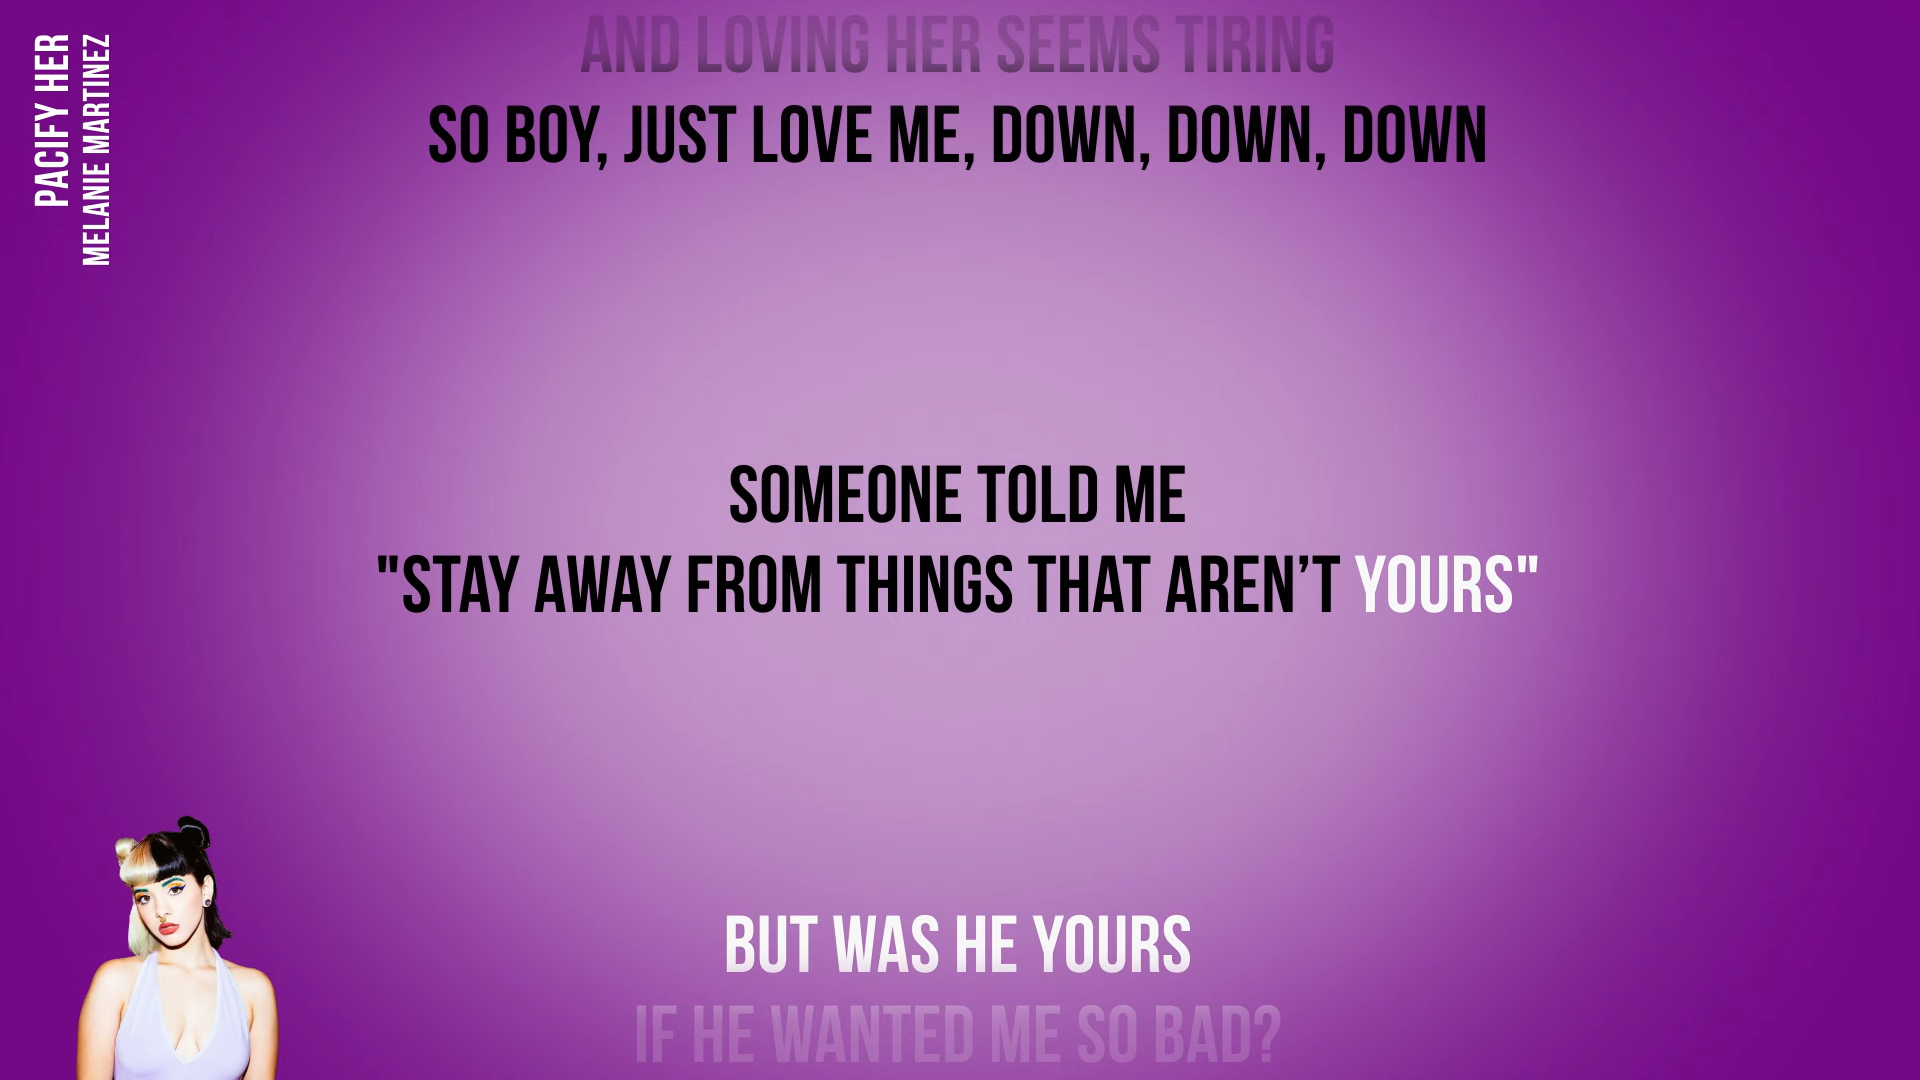 PACIFY HER
MELANIE MARTINEZ
AND LOVING HER SEEMS TIRING
SO BOY, JUST LOVE ME, DOWN, DOWN, DOWN
SOMEONE TOLD ME
"STAY AWAY FROM THINGS THAT AREN’T YOURS"
BUT WAS HE YOURS
IF HE WANTED ME SO BAD?